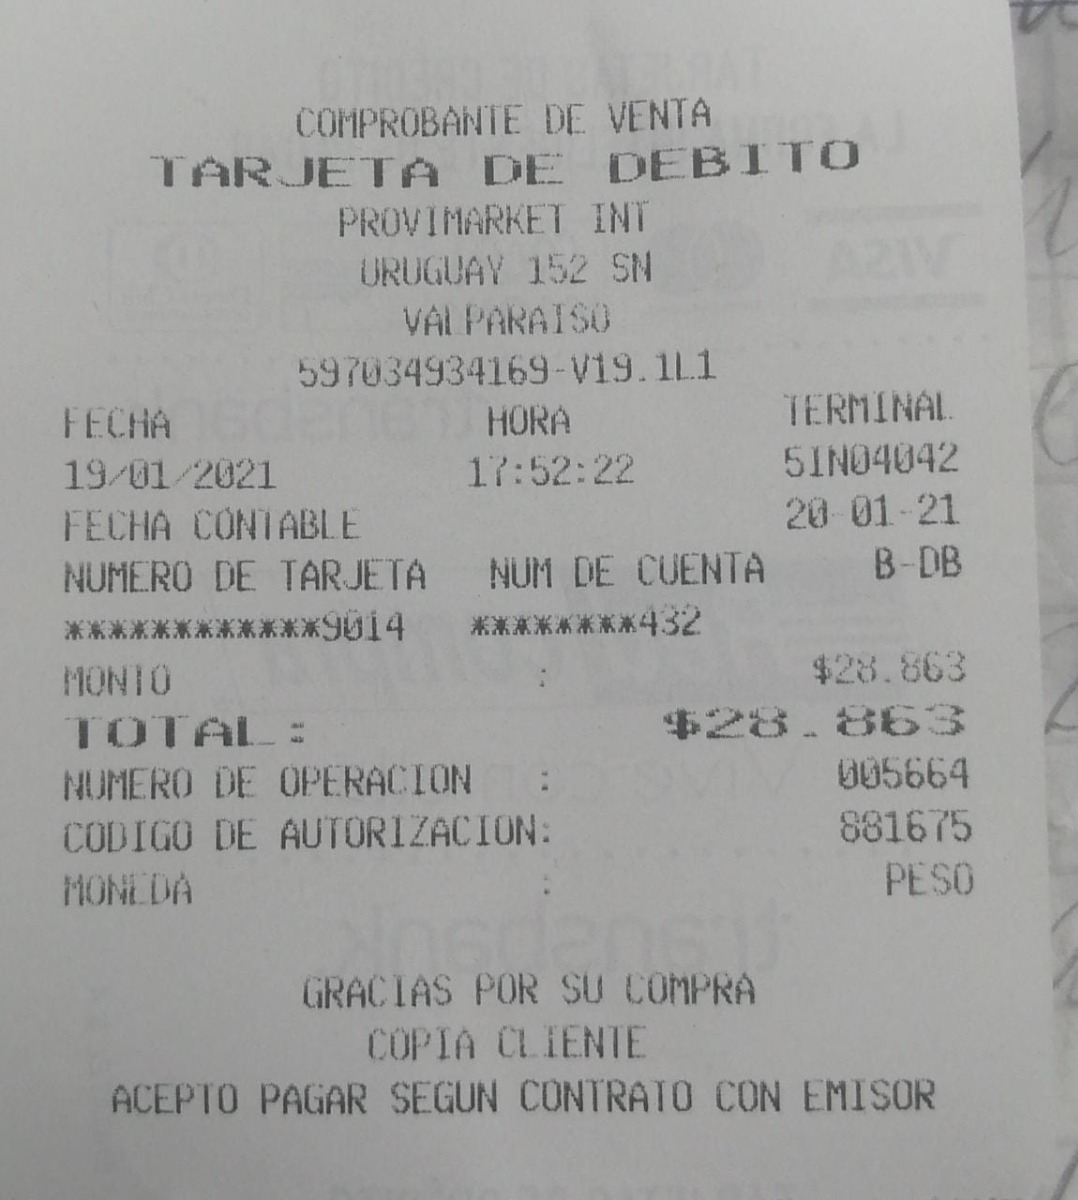 COMPROBANTE DE VENTA
TARJETA DE DEBITO
PROVIMARKET INT
URUGUAY 152 SN
VALPARAISO
597034934169-V19.1L1
FECHA HORA TERMINAL
19/01/2021 17:52:22 5IN04042
FECHA CONTABLE 20-01-21
NUMERO DE TARJETA NUM DE CUENTA B-DB
************9014 ********432
MONTO : $28.863
TOTAL: $28.863
NUMERO DE OPERACION : 005664
CODIGO DE AUTORIZACION: 881675
MONEDA : PESO
GRACIAS POR SU COMPRA
COPIA CLIENTE
ACEPTO PAGAR SEGUN CONTRATO CON EMISOR